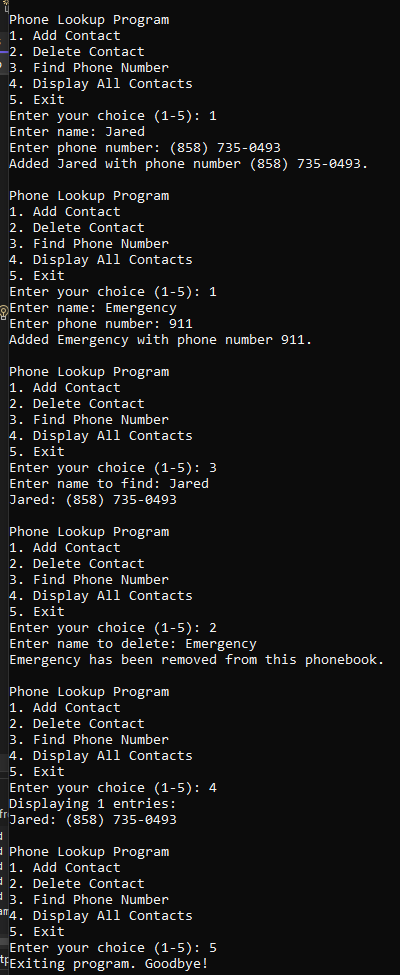 Phone Lookup Program
1. Add Contact
2. Delete Contact
3. Find Phone Number
4. Display All Contacts
5. Exit
Enter your choice (1-5): 1
Enter name: Jared
Enter phone number: (858) 735-0493
Added Jared with phone number (858) 735-0493.

Phone Lookup Program
1. Add Contact
2. Delete Contact
3. Find Phone Number
4. Display All Contacts
5. Exit
Enter your choice (1-5): 1
Enter name: Emergency
Enter phone number: 911
Added Emergency with phone number 911.

Phone Lookup Program
1. Add Contact
2. Delete Contact
3. Find Phone Number
4. Display All Contacts
5. Exit
Enter your choice (1-5): 3
Enter name to find: Jared
Jared: (858) 735-0493

Phone Lookup Program
1. Add Contact
2. Delete Contact
3. Find Phone Number
4. Display All Contacts
5. Exit
Enter your choice (1-5): 2
Enter name to delete: Emergency
Emergency has been removed from this phonebook.

Phone Lookup Program
1. Add Contact
2. Delete Contact
3. Find Phone Number
4. Display All Contacts
5. Exit
Enter your choice (1-5): 4
Displaying 1 entries:
Jared: (858) 735-0493

Phone Lookup Program
1. Add Contact
2. Delete Contact
3. Find Phone Number
4. Display All Contacts
5. Exit
Enter your choice (1-5): 5
Exiting program. Goodbye!